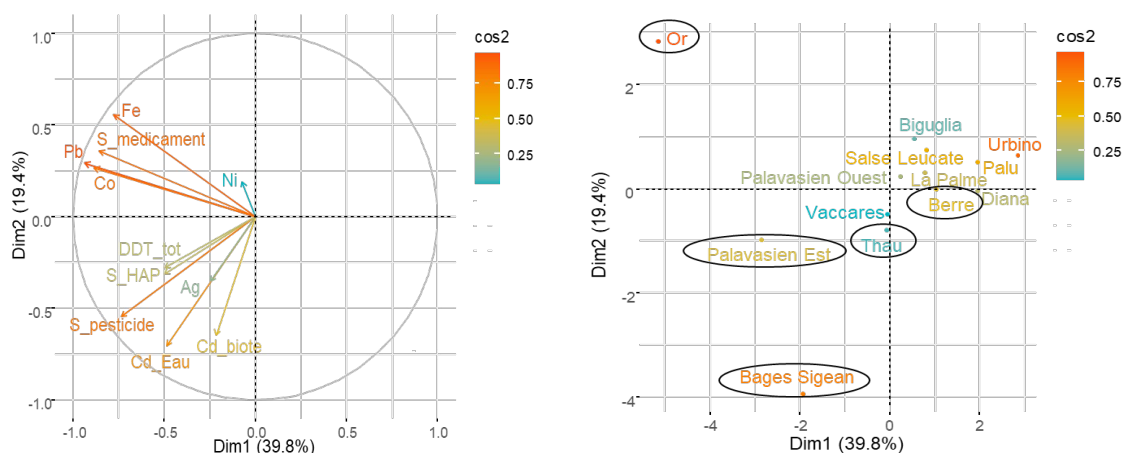 1.0
0.5
0.0
-0.5
-1.0
Dim2 (19.4%)
Fe
S_medicament
Pb
Co
Ni
DDT_tot
S_HAP
Ag
S_pesticide
Cd_biote
Cd_Eau
-1.0
-0.5
0.0
0.5
1.0
Dim1 (39.8%)
cos2
0.75
0.50
0.25
2
0
-2
-4
Dim2 (19.4%)
Or
Biguglia
Urbino
Salse Leucate
Palu
Palavasien Ouest
La Palme
Diana
Berre
Vaccares
Thau
Palavasien Est
Bages Sigean
-4
-2
0
2
Dim1 (39.8%)
cos2
0.75
0.50
0.25